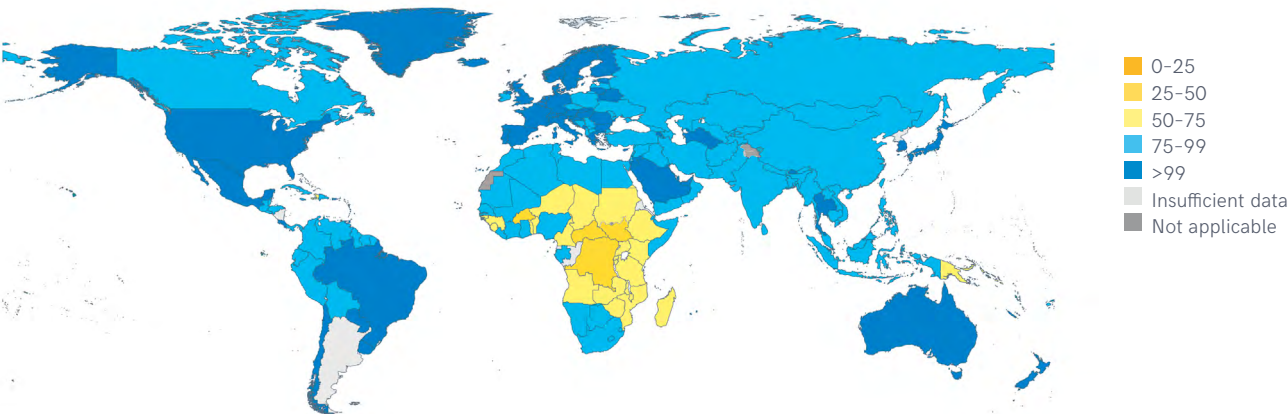 0-25
25-50
50-75
75-99
>99
Insufficient data
Not applicable